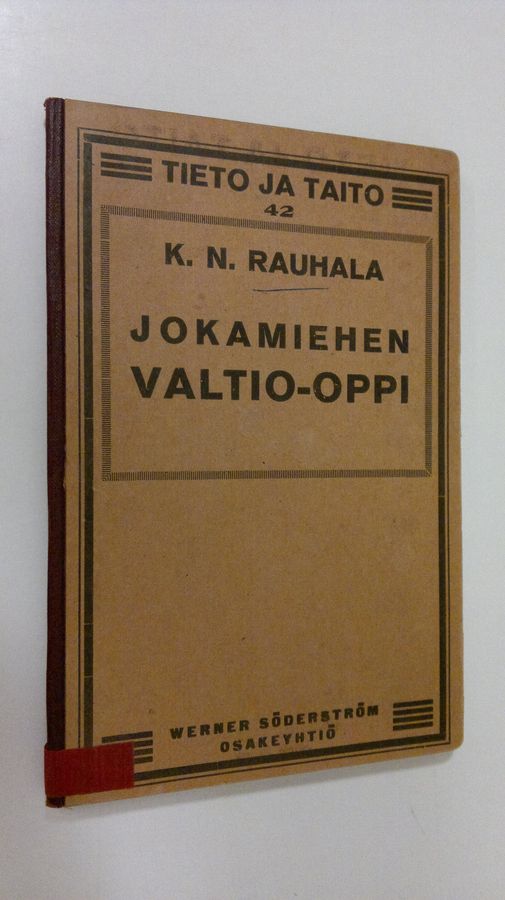 TIETO JA TAITO
42
K. N. RAUHALA
JOKAMIEHEN
VALTIO-OPPI
WERNER SÖDERSTRÖM
OSAKEYHTIÖ